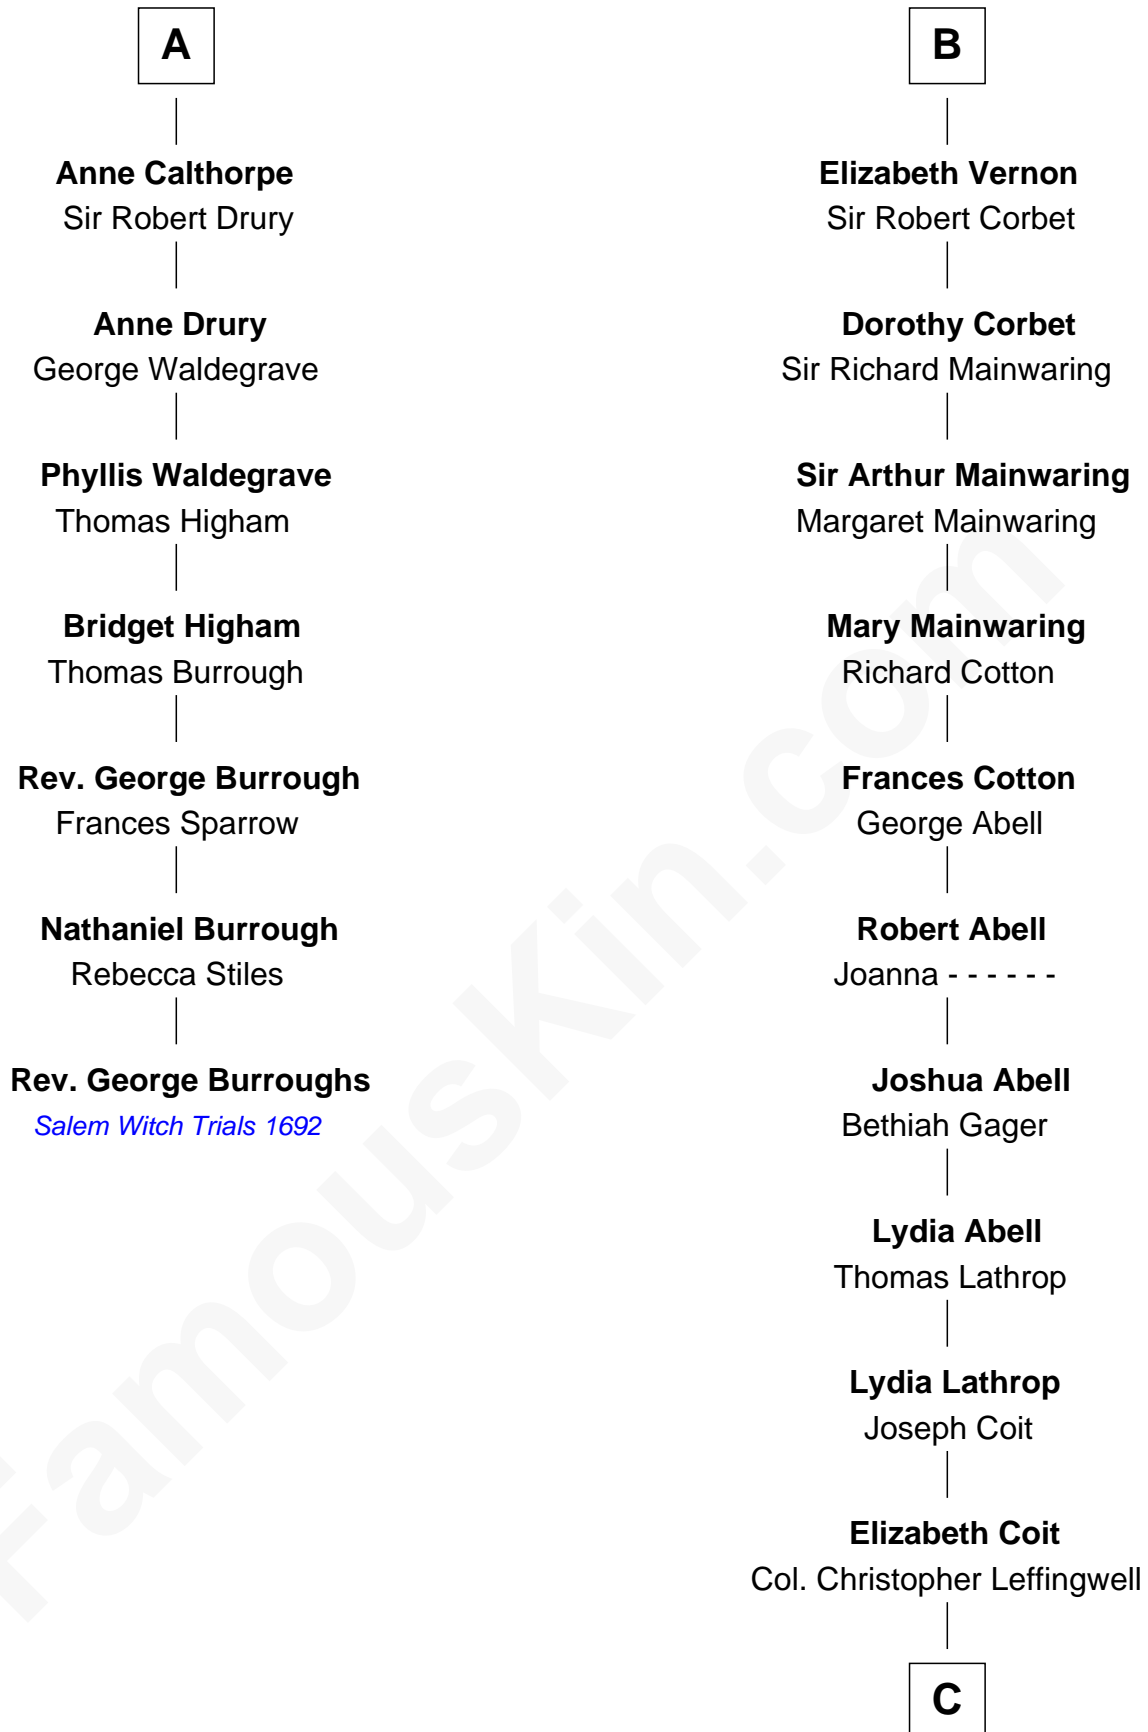 A
Anne Calthorpe
Sir Robert Drury
Anne Drury
George Waldegrave
Phyllis Waldegrave
Thomas Higham
Bridget Higham
Thomas Burrough
Rev. George Burrough
Frances Sparrow
Nathaniel Burrough
Rebecca Stiles
Rev. George Burroughs
Salem Witch Trials 1692
B
Elizabeth Vernon
Sir Robert Corbet
Dorothy Corbet
Sir Richard Mainwaring
Sir Arthur Mainwaring
Margaret Mainwaring
Mary Mainwaring
Richard Cotton
Frances Cotton
George Abell
Robert Abell
Joanna - - - - - -
Joshua Abell
Bethiah Gager
Lydia Abell
Thomas Lathrop
Lydia Lathrop
Joseph Coit
Elizabeth Coit
Col. Christopher Leffingwell
C
FamousKin.com